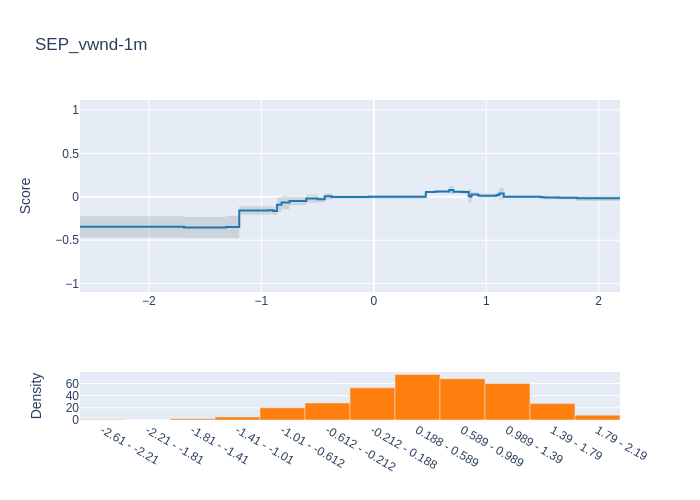 SEP_vwnd-1m
Score
1
0.5
0
−0.5
−1
−2
−1
0
1
2
Density
60
40
20
0
-2.61 - -2.21
-2.21 - -1.81
-1.81 - -1.41
-1.41 - -1.01
-1.01 - -0.612
-0.612 - -0.212
-0.212 - 0.188
0.188 - 0.589
0.589 - 0.989
0.989 - 1.39
1.39 - 1.79
1.79 - 2.19